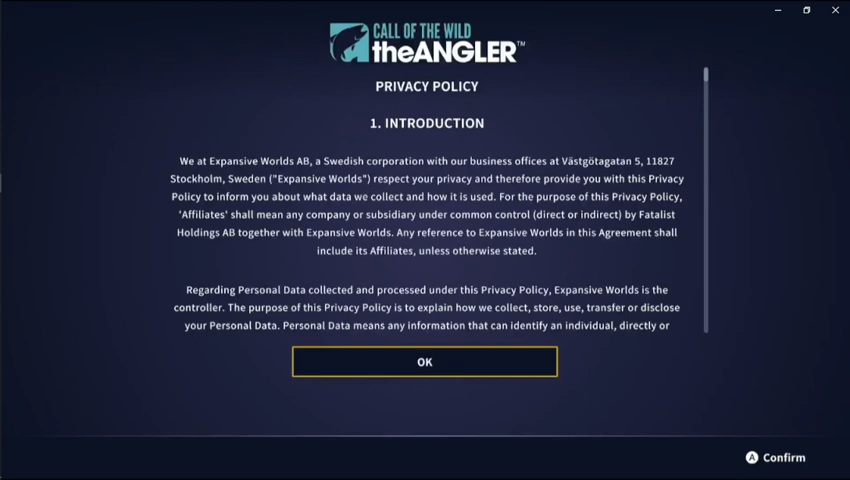 CALL OF THE WILD
theANGLER™
PRIVACY POLICY
1. INTRODUCTION
We at Expansive Worlds AB, a Swedish corporation with our business offices at Västgötagatan 5, 11827
Stockholm, Sweden ("Expansive Worlds") respect your privacy and therefore provide you with this Privacy
Policy to inform you about what data we collect and how it is used. For the purpose of this Privacy Policy,
'Affiliates' shall mean any company or subsidiary under common control (direct or indirect) by Fatalist
Holdings AB together with Expansive Worlds. Any reference to Expansive Worlds in this Agreement shall
include its Affiliates, unless otherwise stated.
Regarding Personal Data collected and processed under this Privacy Policy, Expansive Worlds is the
controller. The purpose of this Privacy Policy is to explain how we collect, store, use, transfer or disclose
your Personal Data. Personal Data means any information that can identify an individual, directly or
OK
A Confirm